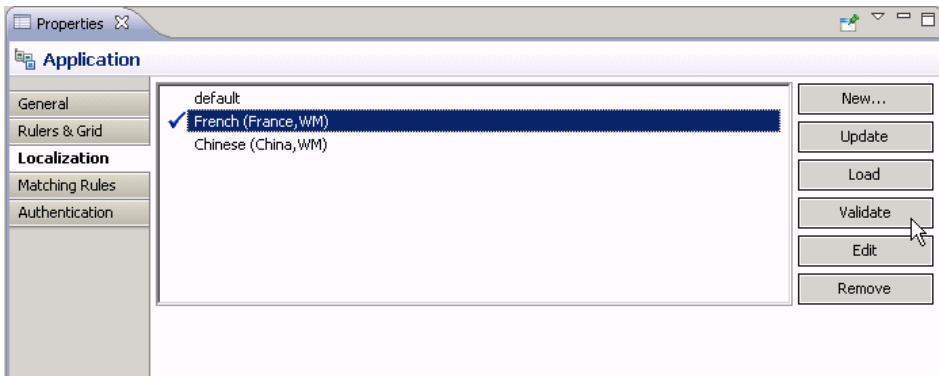 Properties
Application
General
Rulers & Grid
Localization
Matching Rules
Authentication
default
French (France,WM)
Chinese (China,WM)
New...
Update
Load
Validate
Edit
Remove